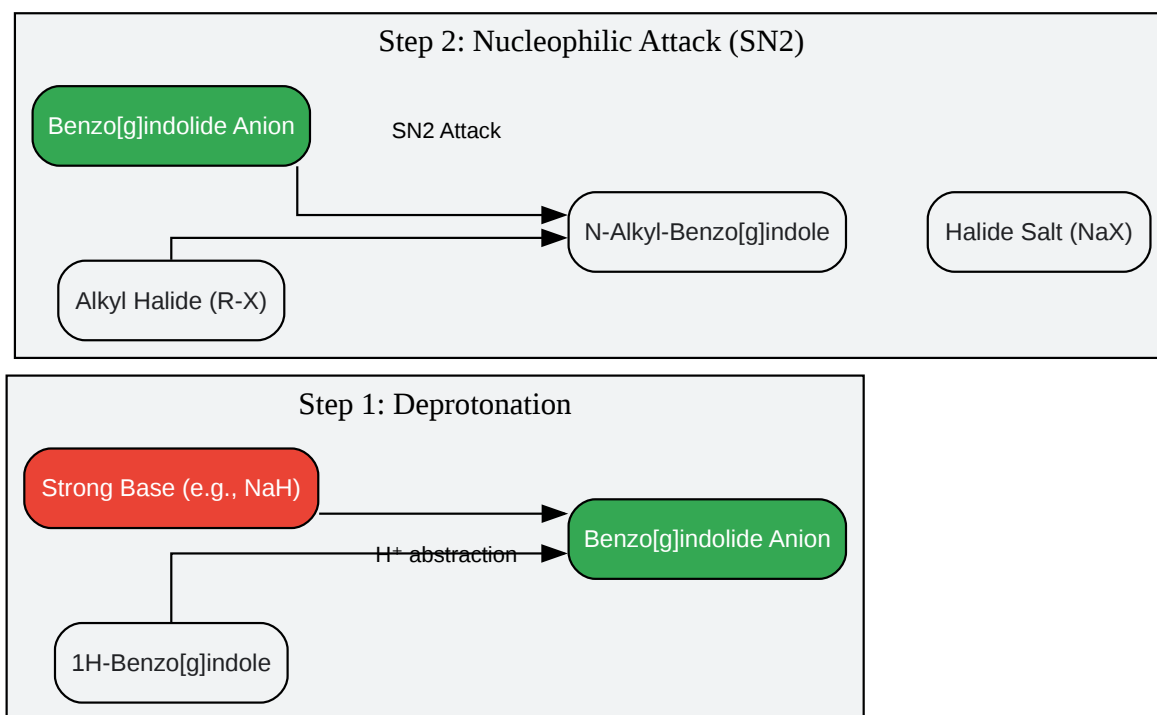 Step 2: Nucleophilic Attack (SN2)
Benzo[g]indolide Anion
SN2 Attack
N-Alkyl-Benzo[g]indole
Halide Salt (NaX)
Alkyl Halide (R-X)
Step 1: Deprotonation
Strong Base (e.g., NaH)
Benzo[g]indolide Anion
H⁺ abstraction
1H-Benzo[g]indole